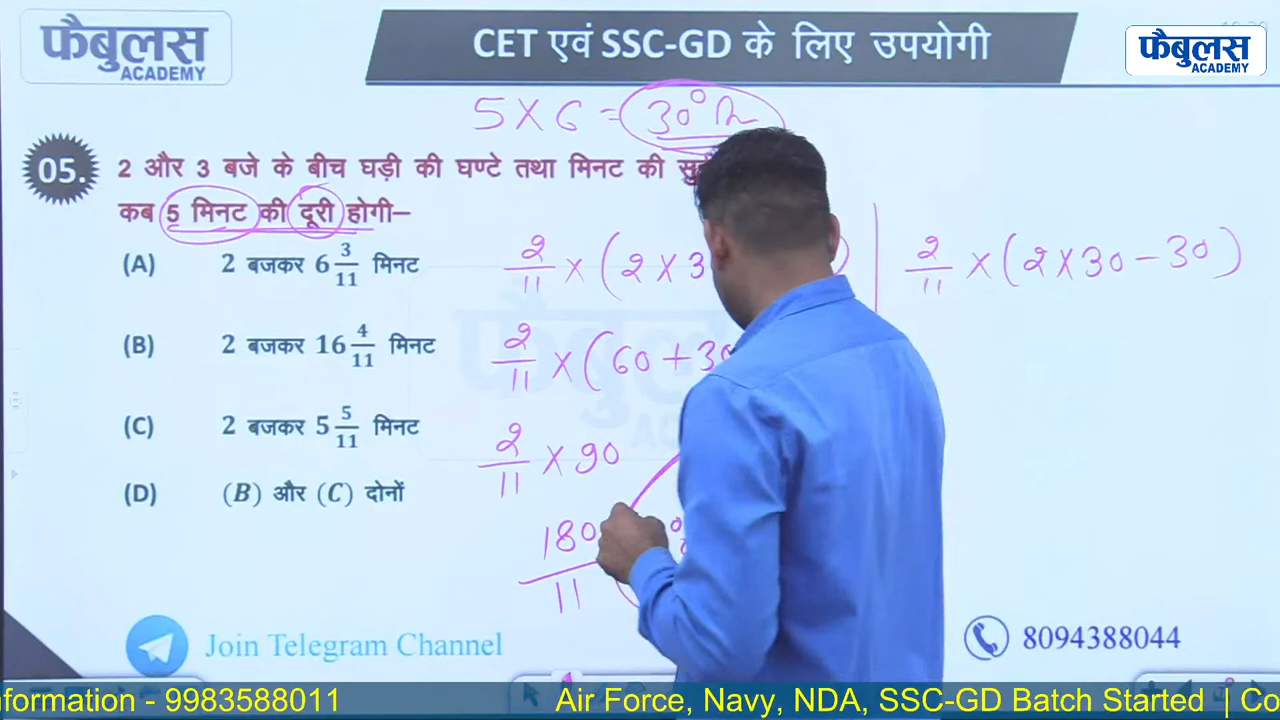 फैबुलस
ACADEMY
CET एवं SSC-GD के लिए उपयोगी
फैबुलस
ACADEMY
5 X 6 = 30°
05. 2 और 3 बजे के बीच घड़ी की घण्टे तथा मिनट की
कब 5 मिनट की दूरी होगी–
(A) 2 बजकर 6 3/11 मिनट
(B) 2 बजकर 16 4/11 मिनट
(C) 2 बजकर 5 5/11 मिनट
(D) (B) और (C) दोनों
2/11 × (2 × 3
2/11 × (60 + 30
2/11 × 90
180/11
2/11 × (2×30-30)
Join Telegram Channel
8094388044
nformation - 9983588011 Air Force, Navy, NDA, SSC-GD Batch Started | Co